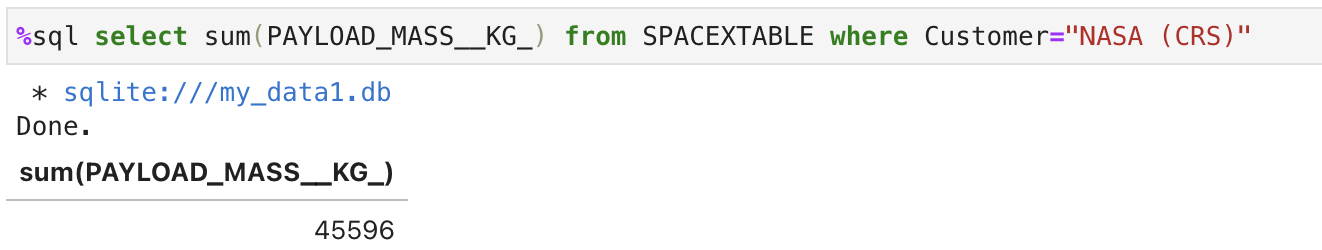 %sql select sum(PAYLOAD_MASS__KG_) from SPACEXTABLE where Customer="NASA (CRS)"
* sqlite:///my_data1.db
Done.
sum(PAYLOAD_MASS__KG_)
45596